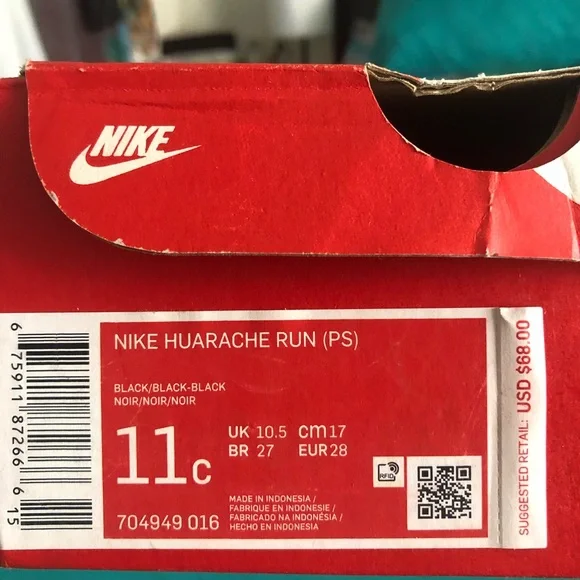 NIKE
NIKE HUARACHE RUN (PS)
BLACK/BLACK-BLACK
NOIR/NOIR/NOIR
11C
UK 10.5 CM 17
BR 27 EUR 28
RFID
704949 016
MADE IN INDONESIA /
FABRIQUE EN INDONESIE /
FABRICADO NA INDONÉSIA /
HECHO EN INDONESIA
6 75911 87266 6 15
SUGGESTED RETAIL: USD $68.00